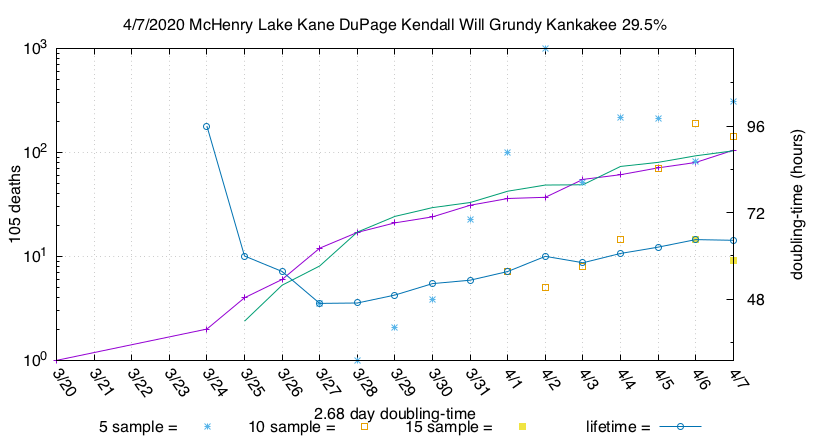 4/7/2020 McHenry Lake Kane DuPage Kendall Will Grundy Kankakee 29.5%
10³
10²
10¹
10⁰
105 deaths
96
72
48
doubling-time (hours)
3/20 3/21 3/22 3/23 3/24 3/25 3/26 3/27 3/28 3/29 3/30 3/31 4/1 4/2 4/3 4/4 4/5 4/6 4/7
2.68 day doubling-time
5 sample = 10 sample = 15 sample = lifetime =